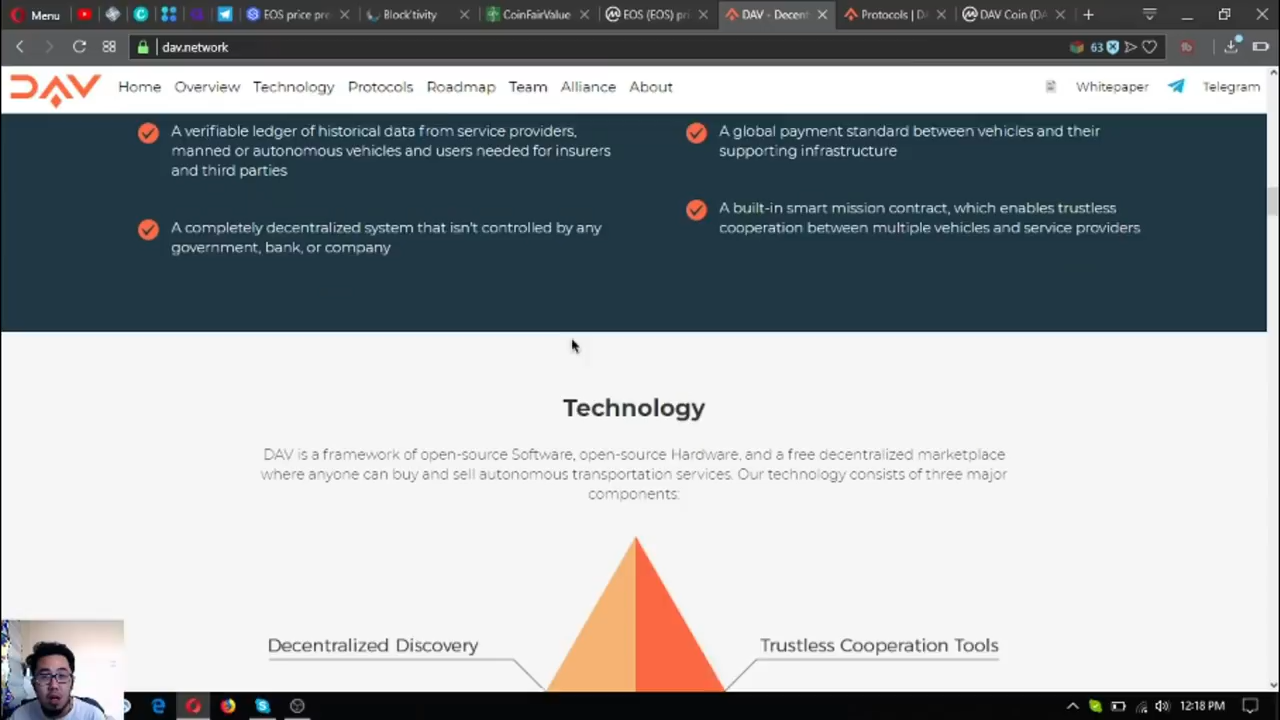 Menu
EOS price pre
Block'tivity
CoinFairValue
EOS (EOS) pri
DAV - Decent
Protocols | D
DAV Coin (DA
dav.network
63
DAV
Home
Overview
Technology
Protocols
Roadmap
Team
Alliance
About
Whitepaper
Telegram
A verifiable ledger of historical data from service providers,
manned or autonomous vehicles and users needed for insurers
and third parties
A global payment standard between vehicles and their
supporting infrastructure
A completely decentralized system that isn't controlled by any
government, bank, or company
A built-in smart mission contract, which enables trustless
cooperation between multiple vehicles and service providers
Technology
DAV is a framework of open-source Software, open-source Hardware, and a free decentralized marketplace
where anyone can buy and sell autonomous transportation services. Our technology consists of three major
components:
Decentralized Discovery
Trustless Cooperation Tools
12:18 PM